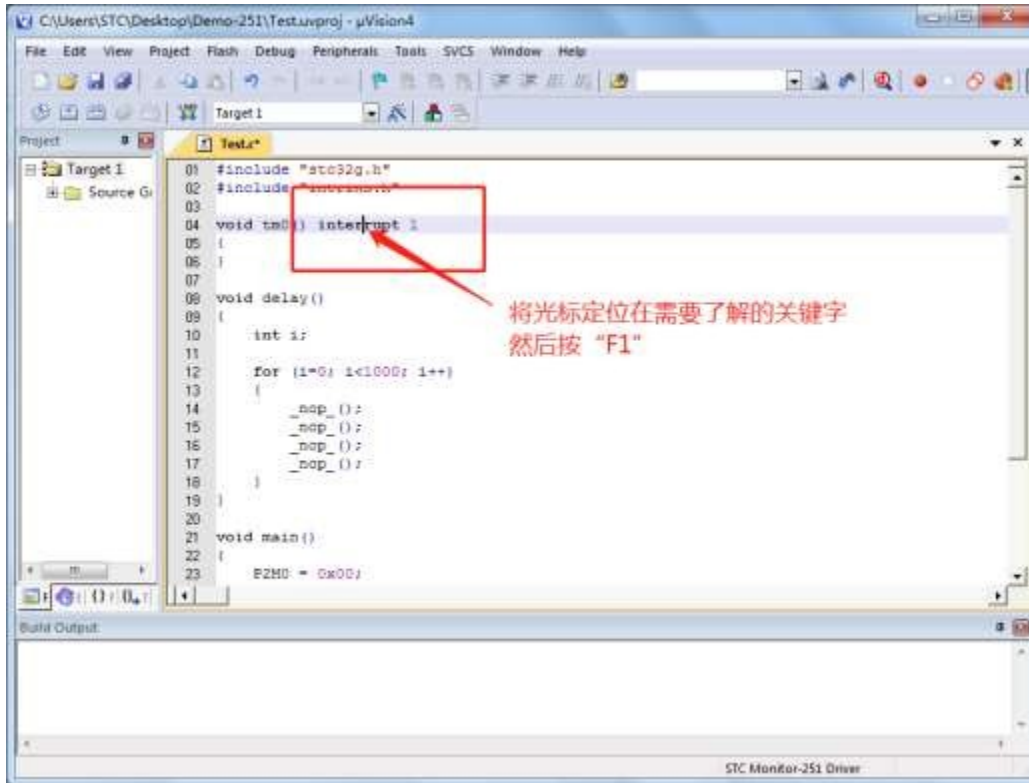 C:\Users\STC\Desktop\Demo-251\Test.uvproj - µVision4
File Edit View Project Flash Debug Peripherals Tools SVCS Window Help
Target 1
Project
Test.c*
Target 1
Source Gr
01 #include "stc32g.h"
02 #include "intrins.h"
03
04 void tm0() interrupt 1
05 {
06 }
07
08 void delay()
09 {
10 int i;
11
12 for (i=0; i<1000; i++)
13 {
14 _nop_();
15 _nop_();
16 _nop_();
17 _nop_();
18 }
19 }
20
21 void main()
22 {
23 P2M0 = 0x00;
将光标定位在需要了解的关键字
然后按“F1”
Build Output
STC Monitor-251 Driver